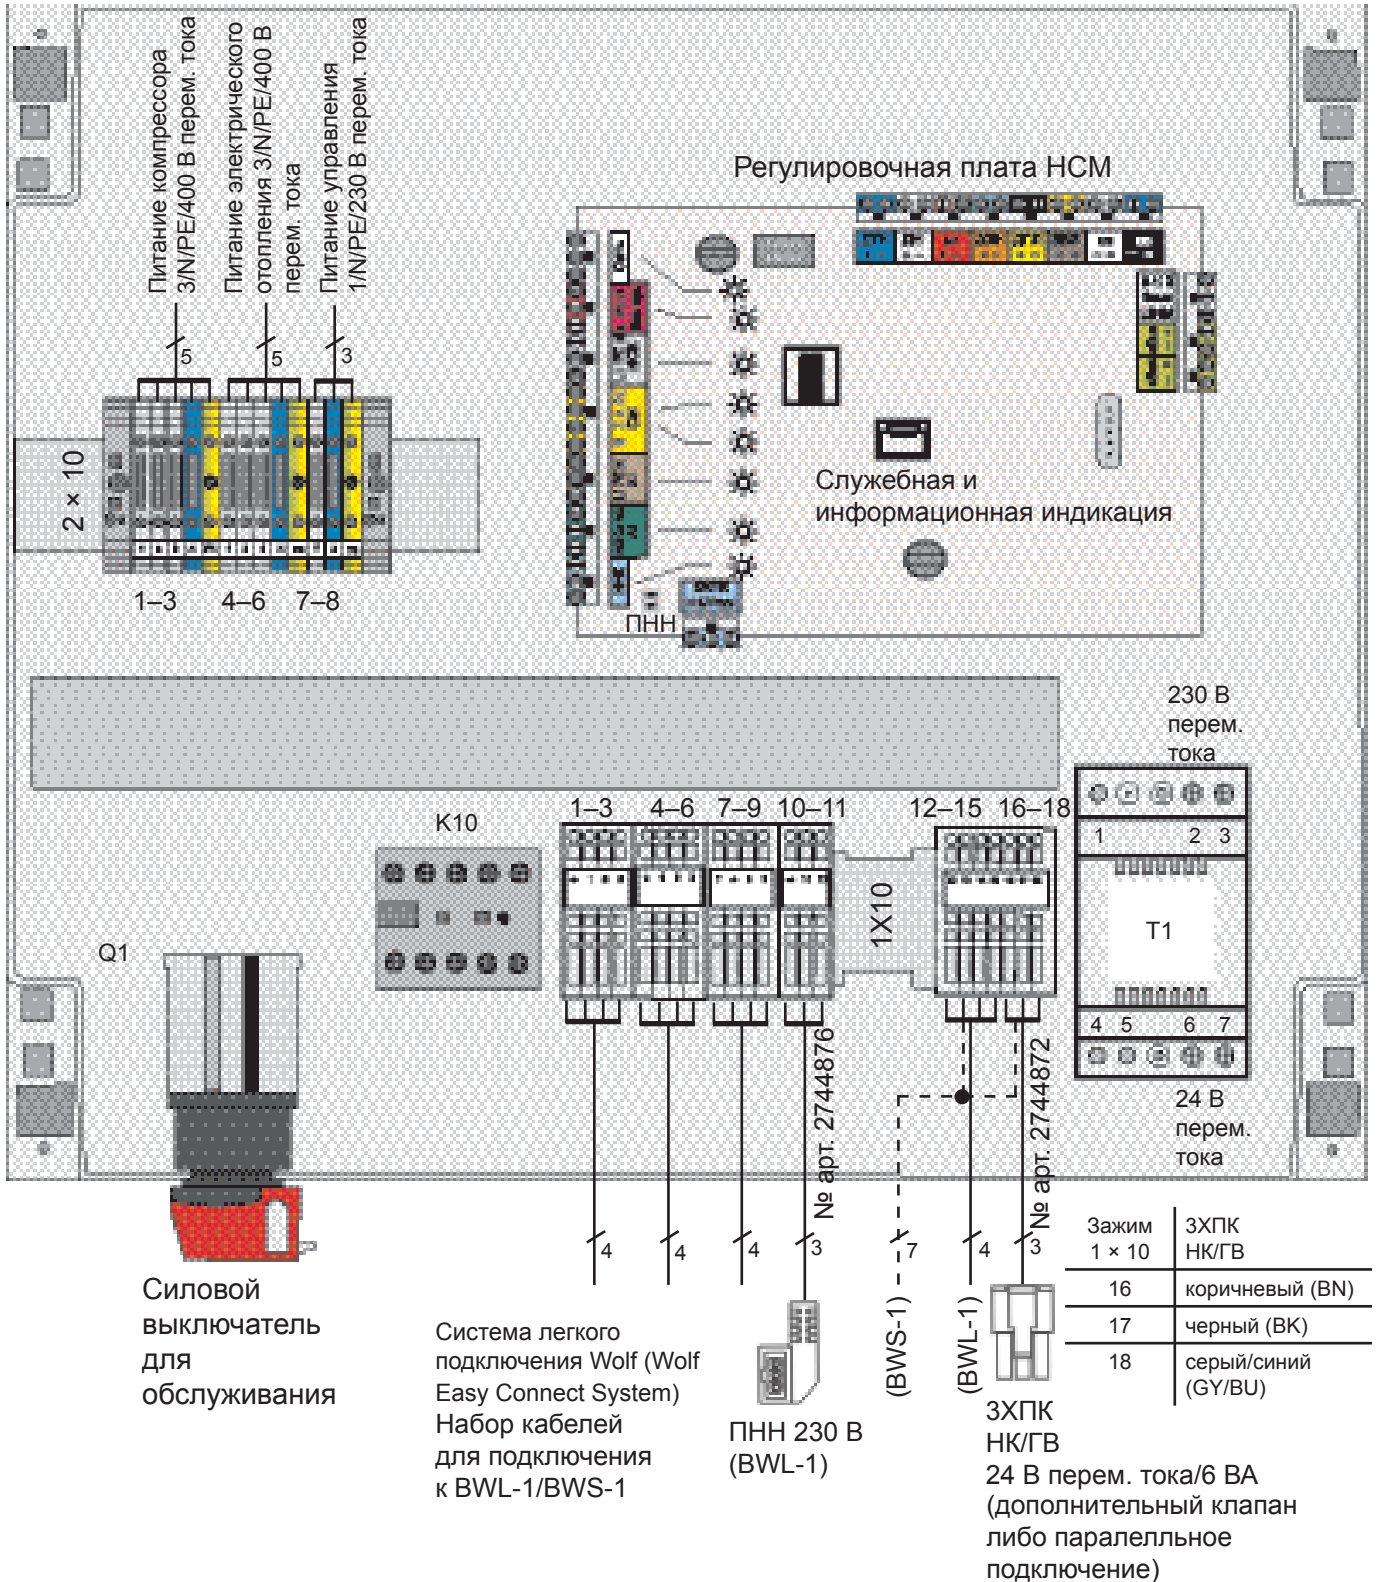 Питание компрессора
3/N/PE/400 В перем. тока
Питание электрического
отопления 3/N/PE/400 В
перем. тока
Питание управления
1/N/PE/230 В перем. тока
5
5
3
2 × 10
1–3
4–6
7–8
Регулировочная плата HCM
Служебная и
информационная индикация
ПНН
230 В
перем.
тока
1
2
3
T1
4
5
6
7
24 В
перем.
тока
K10
1–3
4–6
7–9
10–11
1X10
12–15
16–18
Q1
№ арт. 2744876
№ арт. 2744872
4
4
4
3
7
4
3
(BWS-1)
(BWL-1)
Силовой
выключатель
для
обслуживания
Система легкого
подключения Wolf (Wolf
Easy Connect System)
Набор кабелей
для подключения
к BWL-1/BWS-1
ПНН 230 В
(BWL-1)
Зажим
1 × 10
3ХПК
НК/ГВ
16
коричневый (BN)
17
черный (BK)
18
серый/синий
(GY/BU)
3ХПК
НК/ГВ
24 В перем. тока/6 ВА
(дополнительный клапан
либо паралелльное
подключение)